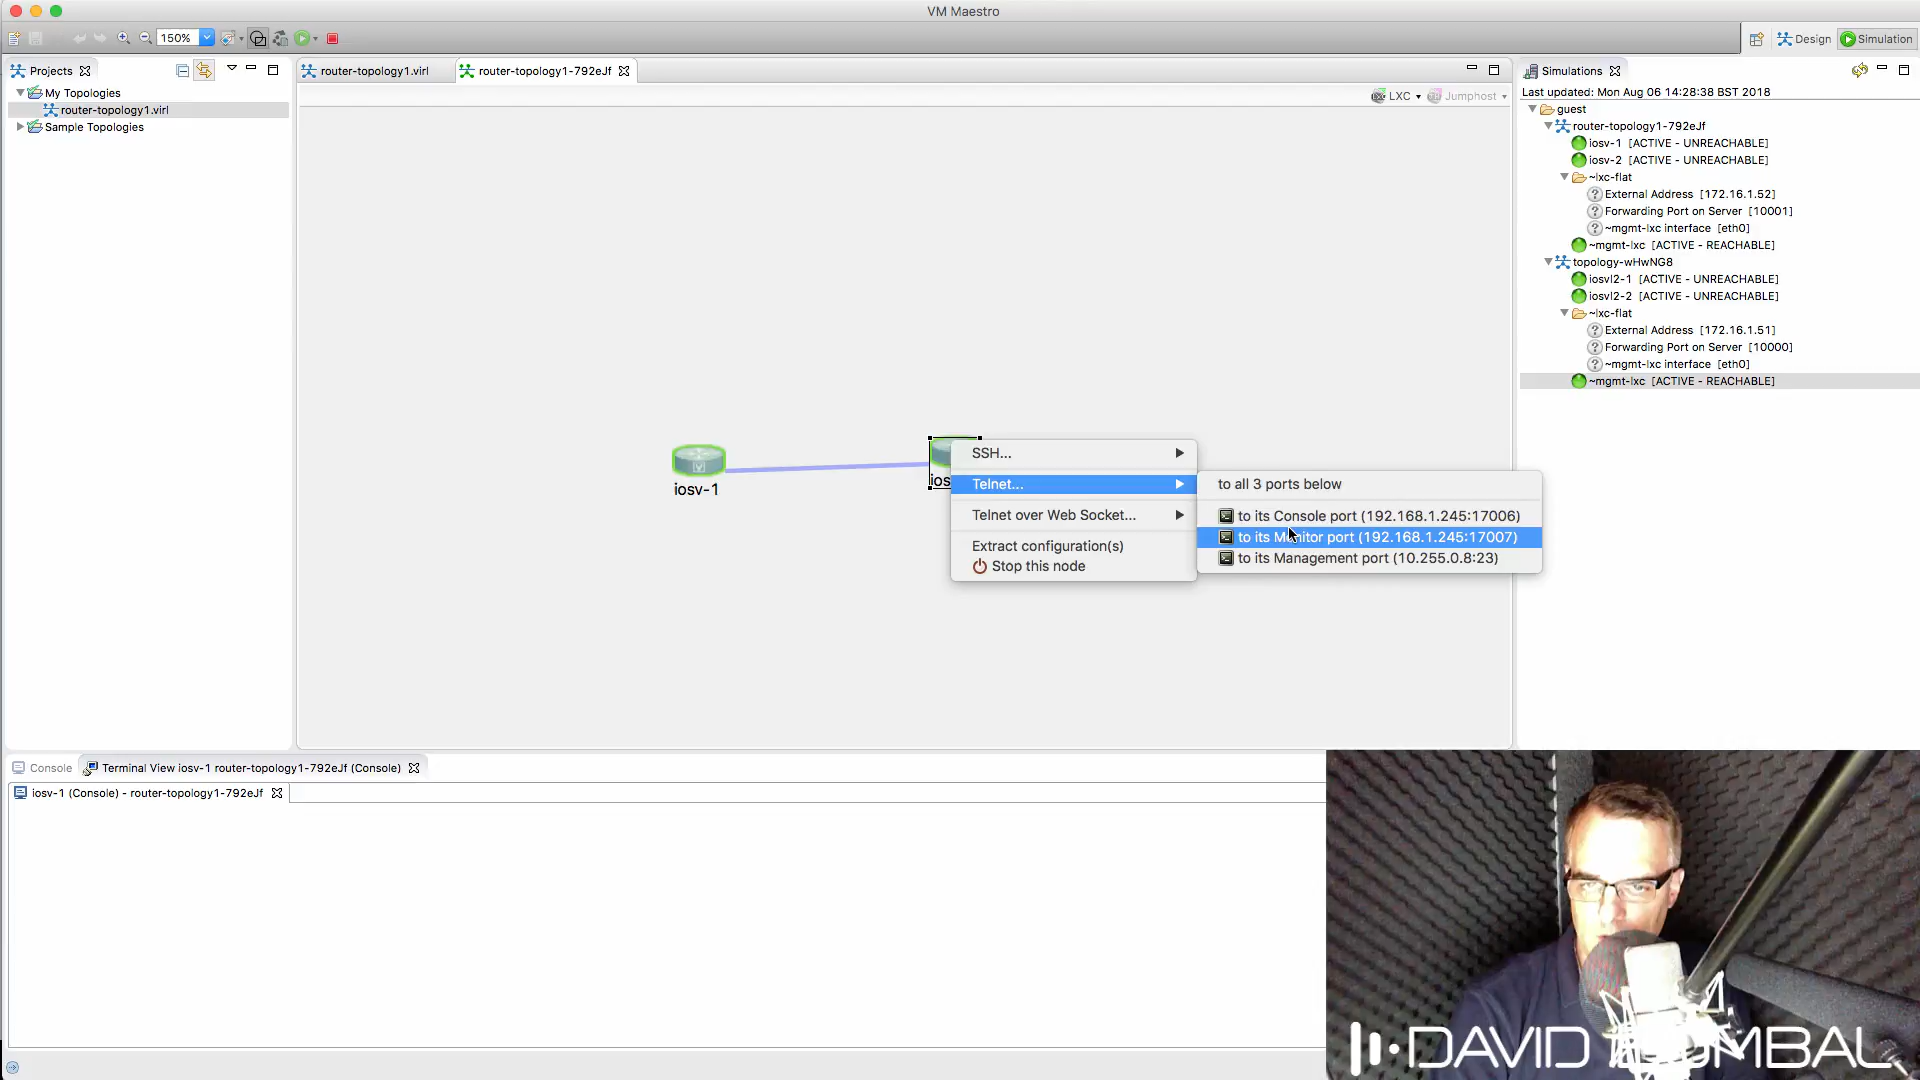 VM Maestro
150%
Design
Simulation
Projects
My Topologies
router-topology1.virl
Sample Topologies
router-topology1.virl
router-topology1-792eJf
LXC
Jumphost
iosv-1
ios
SSH...
Telnet...
Telnet over Web Socket...
Extract configuration(s)
Stop this node
to all 3 ports below
to its Console port (192.168.1.245:17006)
to its Monitor port (192.168.1.245:17007)
to its Management port (10.255.0.8:23)
Simulations
Last updated: Mon Aug 06 14:28:38 BST 2018
guest
router-topology1-792eJf
iosv-1 [ACTIVE - UNREACHABLE]
iosv-2 [ACTIVE - UNREACHABLE]
~lxc-flat
External Address [172.16.1.52]
Forwarding Port on Server [10001]
~mgmt-lxc interface [eth0]
~mgmt-lxc [ACTIVE - REACHABLE]
topology-wHwNG8
iosvl2-1 [ACTIVE - UNREACHABLE]
iosvl2-2 [ACTIVE - UNREACHABLE]
~lxc-flat
External Address [172.16.1.51]
Forwarding Port on Server [10000]
~mgmt-lxc interface [eth0]
~mgmt-lxc [ACTIVE - REACHABLE]
Console
Terminal View iosv-1 router-topology1-792eJf (Console)
iosv-1 (Console) - router-topology1-792eJf
DAVID BOMBAL